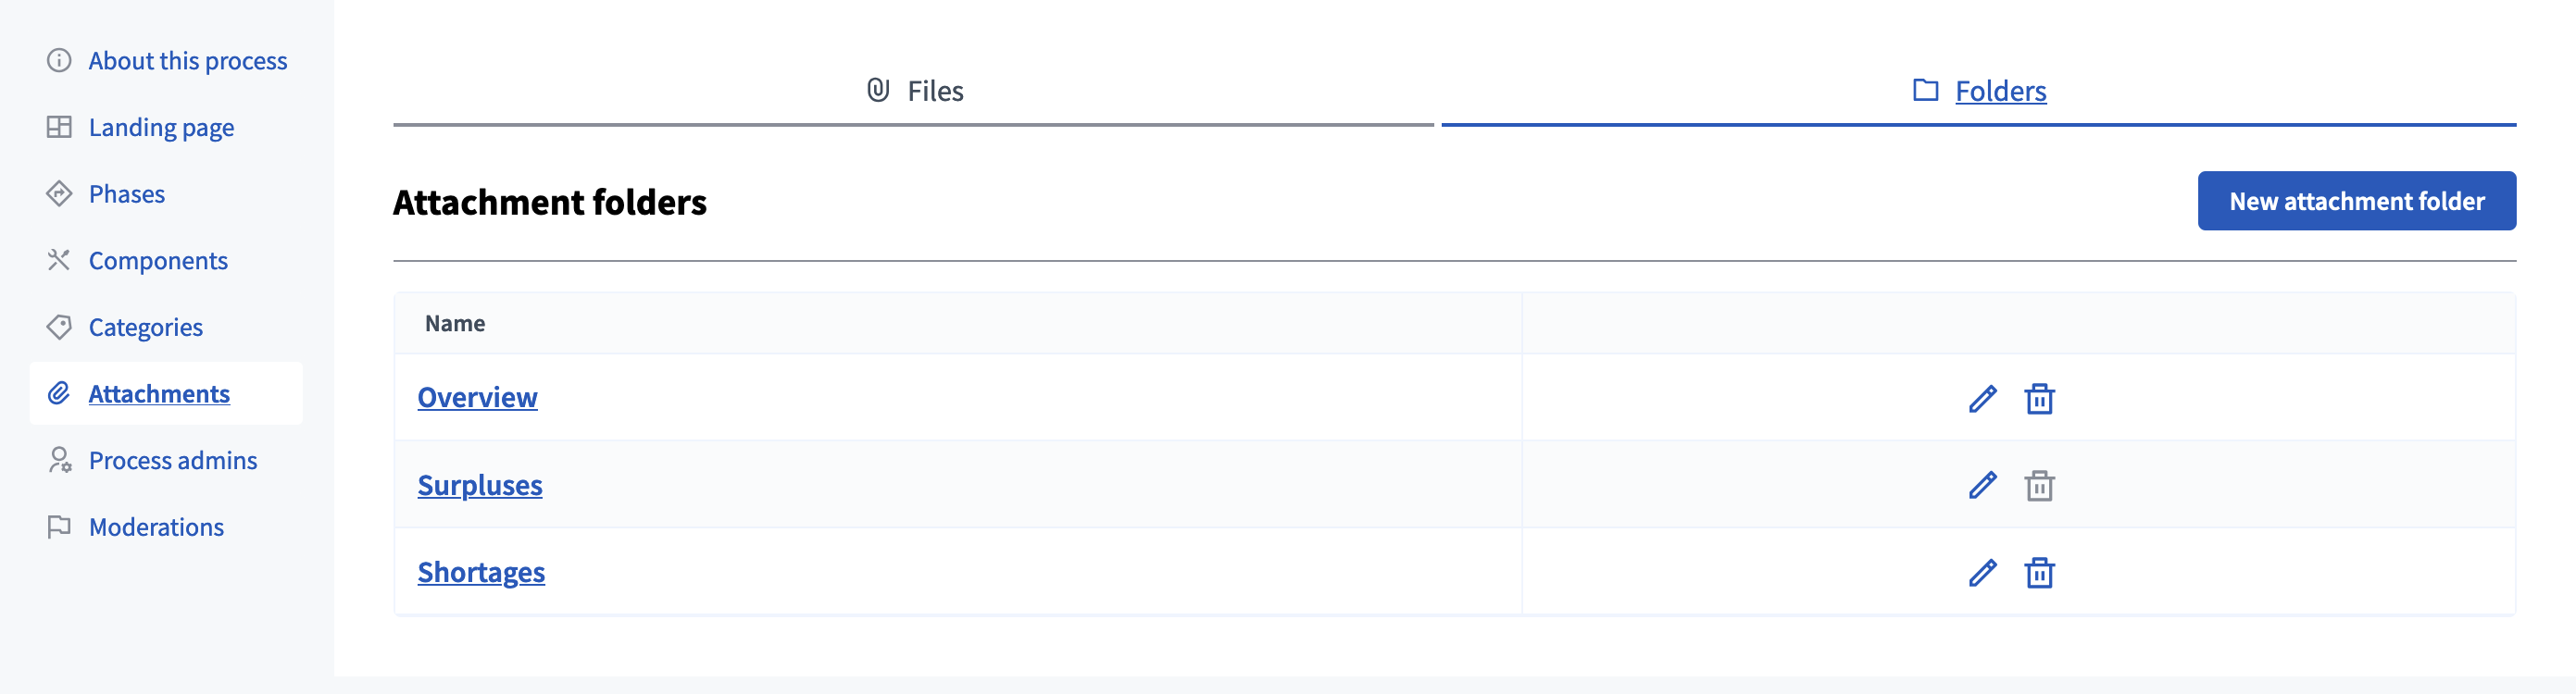 About this process
Landing page
Phases
Components
Categories
Attachments
Process admins
Moderations
Files
Folders
Attachment folders
New attachment folder
Name
Overview
Surpluses
Shortages